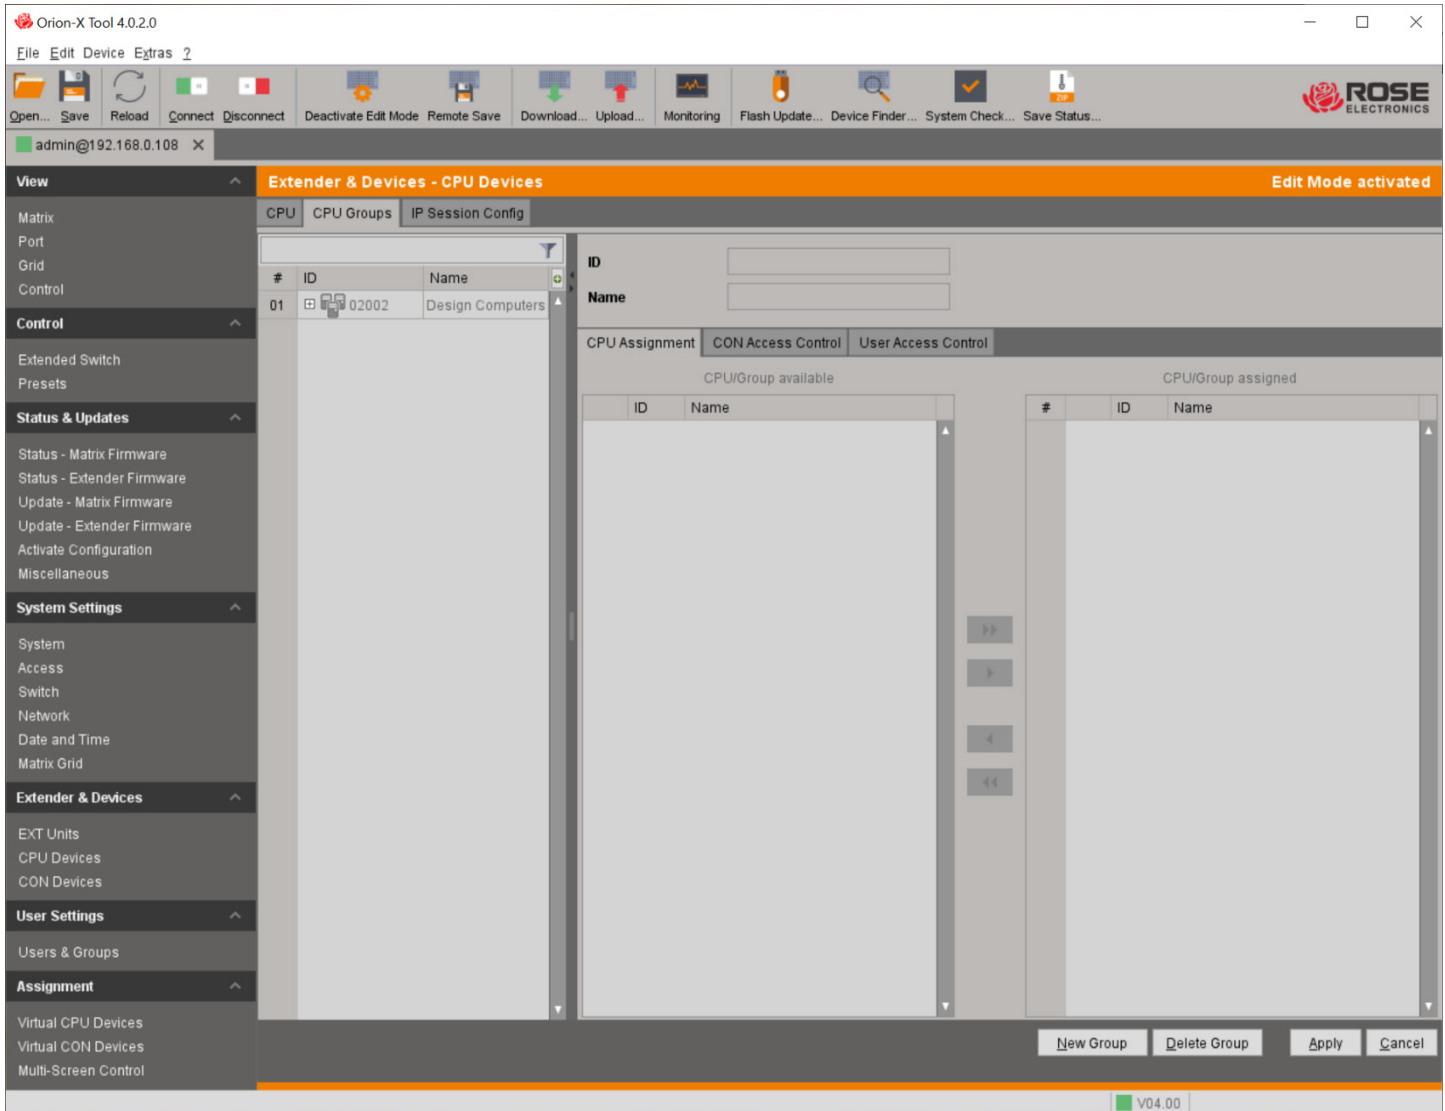 Orion-X Tool 4.0.2.0
File Edit Device Extras ?
Open... Save Reload Connect Disconnect Deactivate Edit Mode Remote Save Download... Upload... Monitoring Flash Update... Device Finder... System Check... Save Status...
ZIP
ROSE
ELECTRONICS
admin@192.168.0.108
View
Matrix
Port
Grid
Control
Control
Extended Switch
Presets
Status & Updates
Status - Matrix Firmware
Status - Extender Firmware
Update - Matrix Firmware
Update - Extender Firmware
Activate Configuration
Miscellaneous
System Settings
System
Access
Switch
Network
Date and Time
Matrix Grid
Extender & Devices
EXT Units
CPU Devices
CON Devices
User Settings
Users & Groups
Assignment
Virtual CPU Devices
Virtual CON Devices
Multi-Screen Control
Extender & Devices - CPU Devices Edit Mode activated
CPU CPU Groups IP Session Config
# ID Name
01 02002 Design Computers
ID
Name
CPU Assignment CON Access Control User Access Control
CPU/Group available CPU/Group assigned
ID Name # ID Name
New Group Delete Group Apply Cancel
V04.00